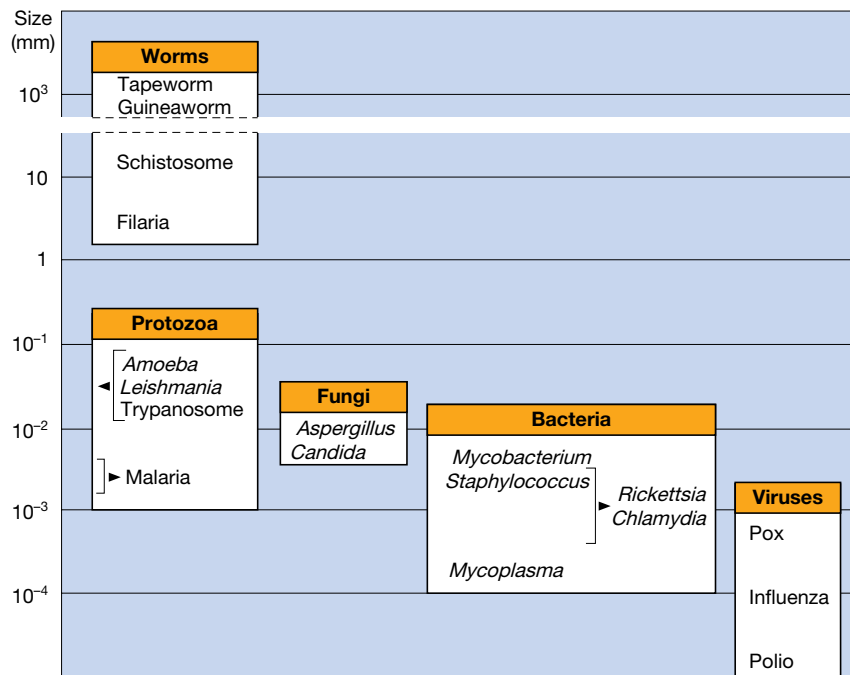 Size
(mm)
Worms
Tapeworm
Guineaworm
10³
Schistosome
10
Filaria
1
Protozoa
10⁻¹
Amoeba
Leishmania
Trypanosome
Fungi
Aspergillus
Candida
Bacteria
10⁻²
Mycobacterium
Staphylococcus
Malaria
Rickettsia
Chlamydia
Viruses
10⁻³
Pox
Mycoplasma
10⁻⁴
Influenza
Polio